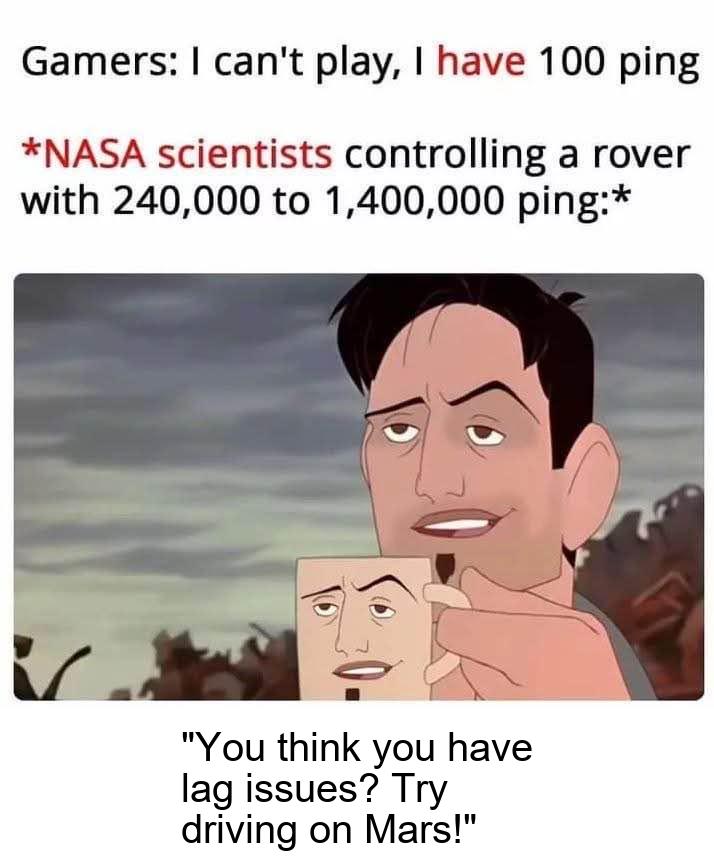 Gamers: I can't play, I have 100 ping
*NASA scientists controlling a rover
with 240,000 to 1,400,000 ping:*
"You think you have
lag issues? Try
driving on Mars!"